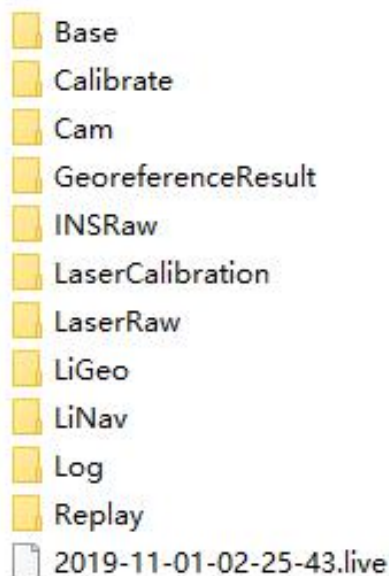 Base
Calibrate
Cam
GeoreferenceResult
INSRaw
LaserCalibration
LaserRaw
LiGeo
LiNav
Log
Replay
2019-11-01-02-25-43.live